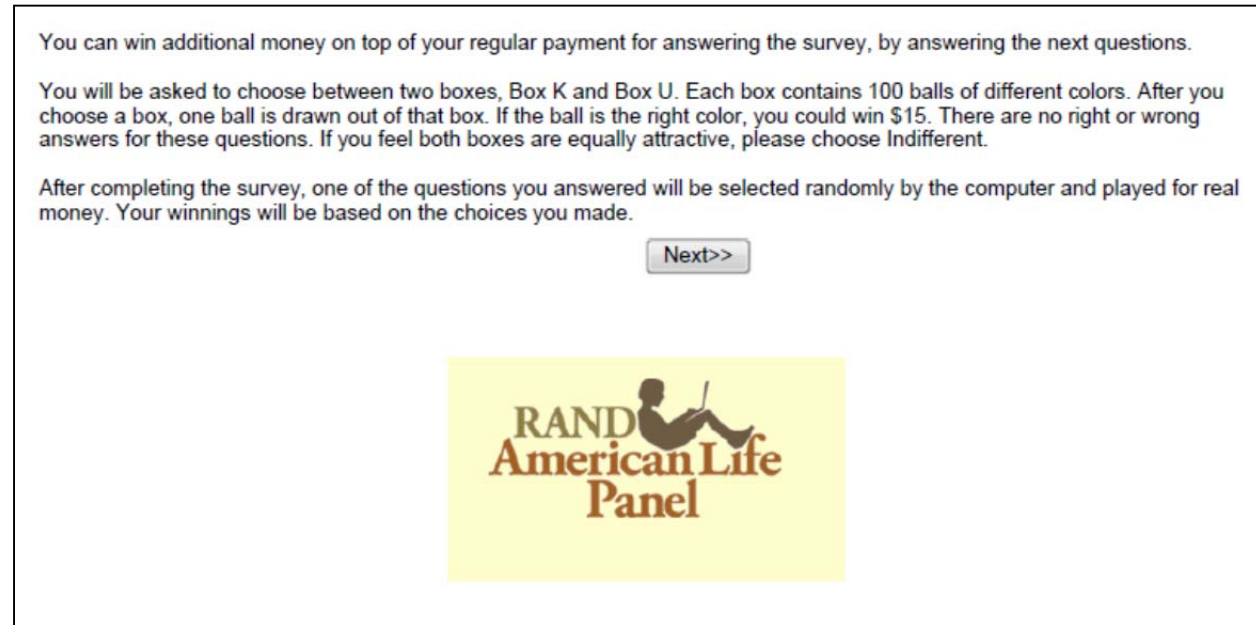 You can win additional money on top of your regular payment for answering the survey, by answering the next questions.
You will be asked to choose between two boxes, Box K and Box U. Each box contains 100 balls of different colors. After you
choose a box, one ball is drawn out of that box. If the ball is the right color, you could win $15. There are no right or wrong
answers for these questions. If you feel both boxes are equally attractive, please choose Indifferent.
After completing the survey, one of the questions you answered will be selected randomly by the computer and played for real
money. Your winnings will be based on the choices you made.
Next>>
RAND
American Life
Panel